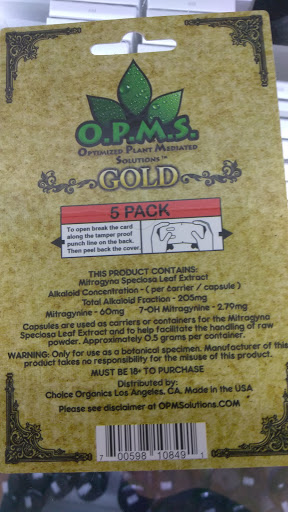 O.P.M.S.
OPTIMIZED PLANT MEDIATED
SOLUTIONS™
GOLD
5 PACK
To open break the card
along the tamper proof
punch line on the back.
Then peel back the cover.
THIS PRODUCT CONTAINS:
Mitrogyna Speciosa Leaf Extract
Alkaloid Concentration - ( per carrier / capsule )
Total Alkaloid Fraction - 205mg
Mitragynine - 60mg 7-OH Mitragynine - 2.79mg
Capsules are used as carriers or containers for the Mitragyna
Speciosa Leaf Extract and to help facilitate the handling of raw
powder. Approximately 0.5 grams per container.
WARNING: Only for use as a botanical specimen. Manufacturer of this
product takes no responsibility for the misuse of this product.
MUST BE 18+ TO PURCHASE
Distributed by:
Choice Organics Los Angeles, CA. Made in the USA
Please see disclaimer at OPMSolutions.COM
7 00598 10849 1